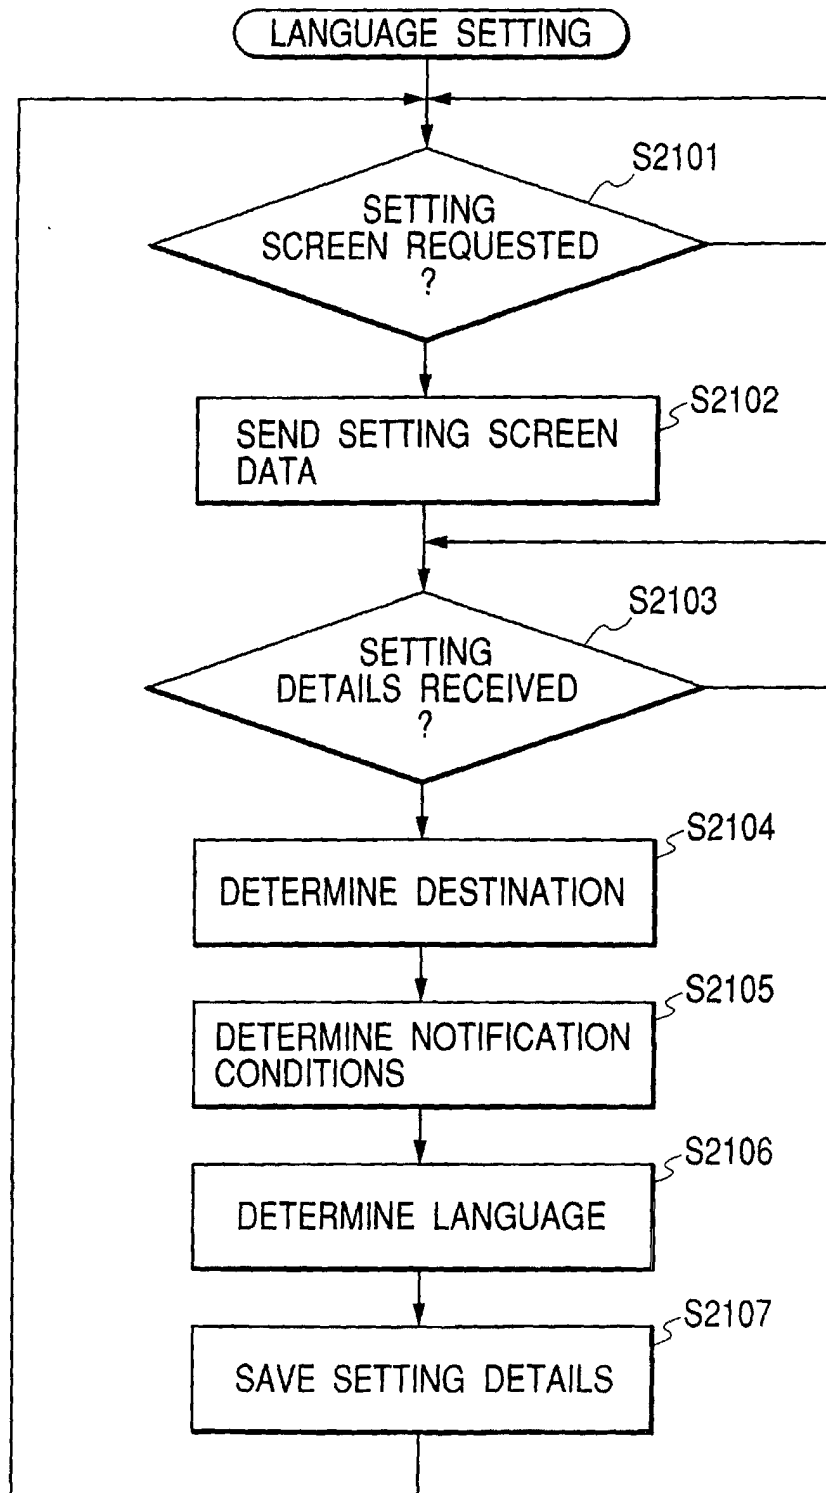 LANGUAGE SETTING
S2101
SETTING
SCREEN REQUESTED
?
S2102
SEND SETTING SCREEN
DATA
S2103
SETTING
DETAILS RECEIVED
?
S2104
DETERMINE DESTINATION
S2105
DETERMINE NOTIFICATION
CONDITIONS
S2106
DETERMINE LANGUAGE
S2107
SAVE SETTING DETAILS